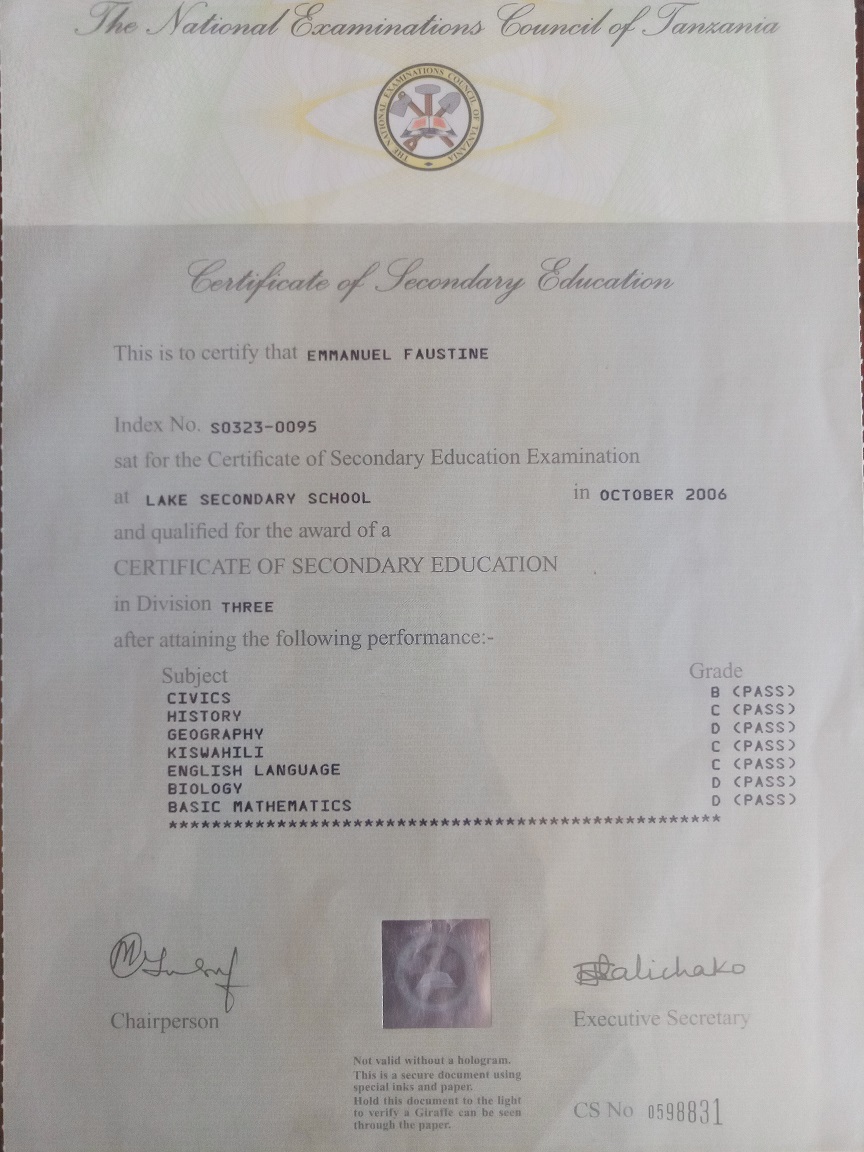 The National Examinations Council of Tanzania
THE NATIONAL EXAMINATIONS COUNCIL OF TANZANIA
Certificate of Secondary Education
This is to certify that EMMANUEL FAUSTINE
Index No. S0323-0095
sat for the Certificate of Secondary Education Examination
at LAKE SECONDARY SCHOOL in OCTOBER 2006
and qualified for the award of a
CERTIFICATE OF SECONDARY EDUCATION
in Division THREE
after attaining the following performance:-
Subject Grade
CIVICS B (PASS)
HISTORY C (PASS)
GEOGRAPHY D (PASS)
KISWAHILI C (PASS)
ENGLISH LANGUAGE C (PASS)
BIOLOGY D (PASS)
BASIC MATHEMATICS D (PASS)
Chairperson Executive Secretary
Not valid without a hologram.
This is a secure document using
special inks and paper.
Hold this document to the light
to verify a Giraffe can be seen
through the paper.
CS No 0598831